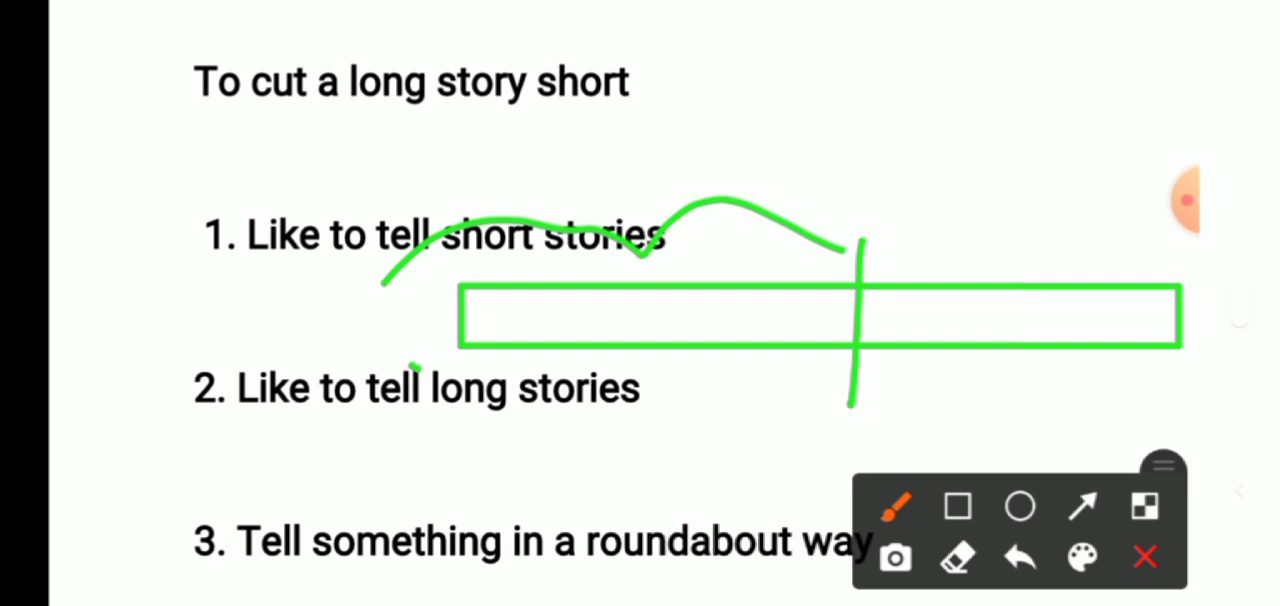 To cut a long story short
1. Like to tell short stories
2. Like to tell long stories
3. Tell something in a roundabout way